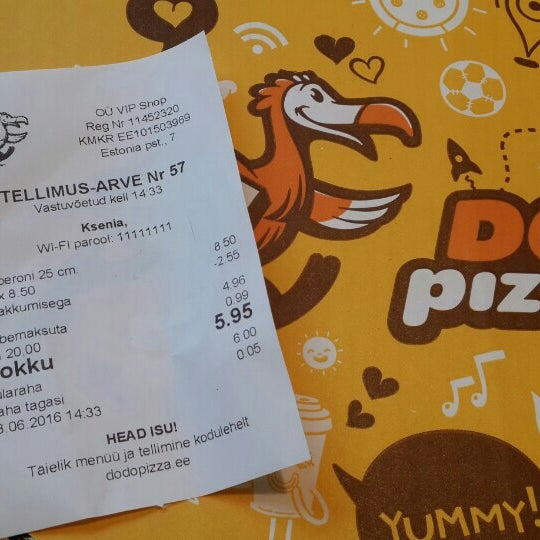 OÜ VIP Shop
Reg Nr 11452320
KMKR EE101503969
Estonia pst., 7
TELLIMUS-ARVE Nr 57
Vastuvõetud kell 14:33
Ksenia,
WI-FI parool: 11111111
peroni 25 cm 8.50
x 8.50 -2.55
akkumisega
bemaksuta 4.96
20,00 0.99
okku 5.95
ularaha 6.00
aha tagasi 0.05
8.06.2016 14:33
HEAD ISU!
Täielik menüü ja tellimine kodulehelt
dodopizza.ee
DO
piz
YUMMY!